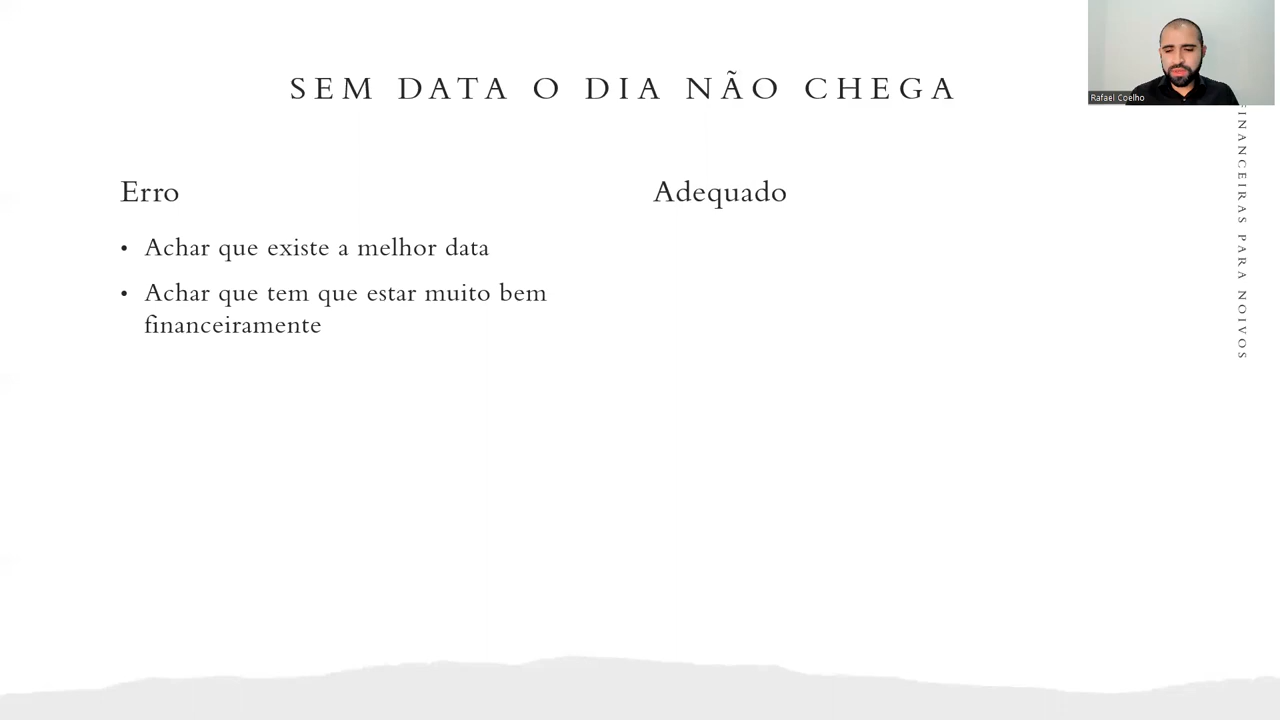 SEM DATA O DIA NÃO CHEGA
Rafael Coelho
Erro
• Achar que existe a melhor data
• Achar que tem que estar muito bem
financeiramente
Adequado
FINANCEIRAS PARA NOIVOS